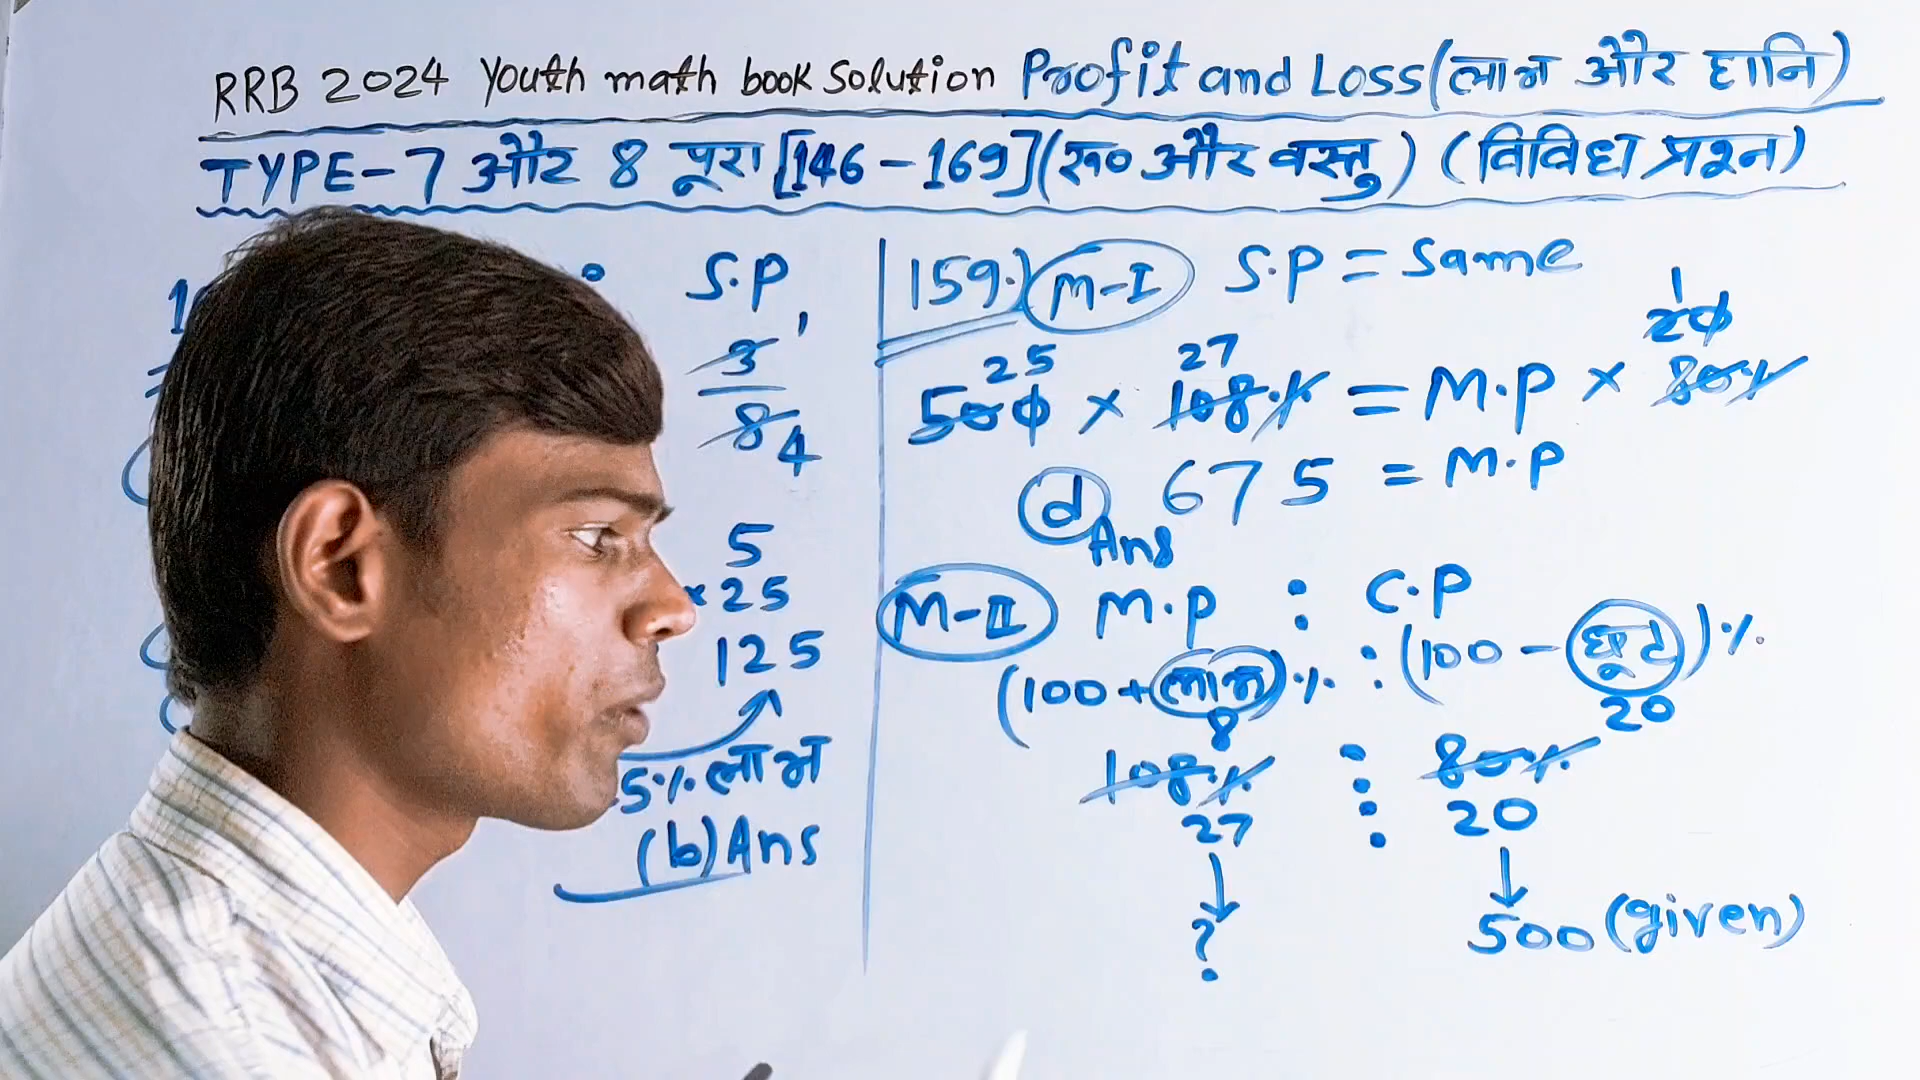 RRB 2024 Youth math book Solution Profit and Loss (लाभ और हानि)
TYPE-7 और 8 पूरा [146-169] (रू० और वस्तु) (विविध प्रश्न)
: S.P
3 1
8 4
5
× 25
125
5% लाभ
(b) Ans
159.) M-I S.P = Same
25 27 1 20
500 × 108% = M.P × 80%
(d) Ans 675 = M.P
M-II M.P : C.P
(100 + लाभ)% : (100 - छूट)%
8 20
108% : 80%
27 : 20
? 500 (given)